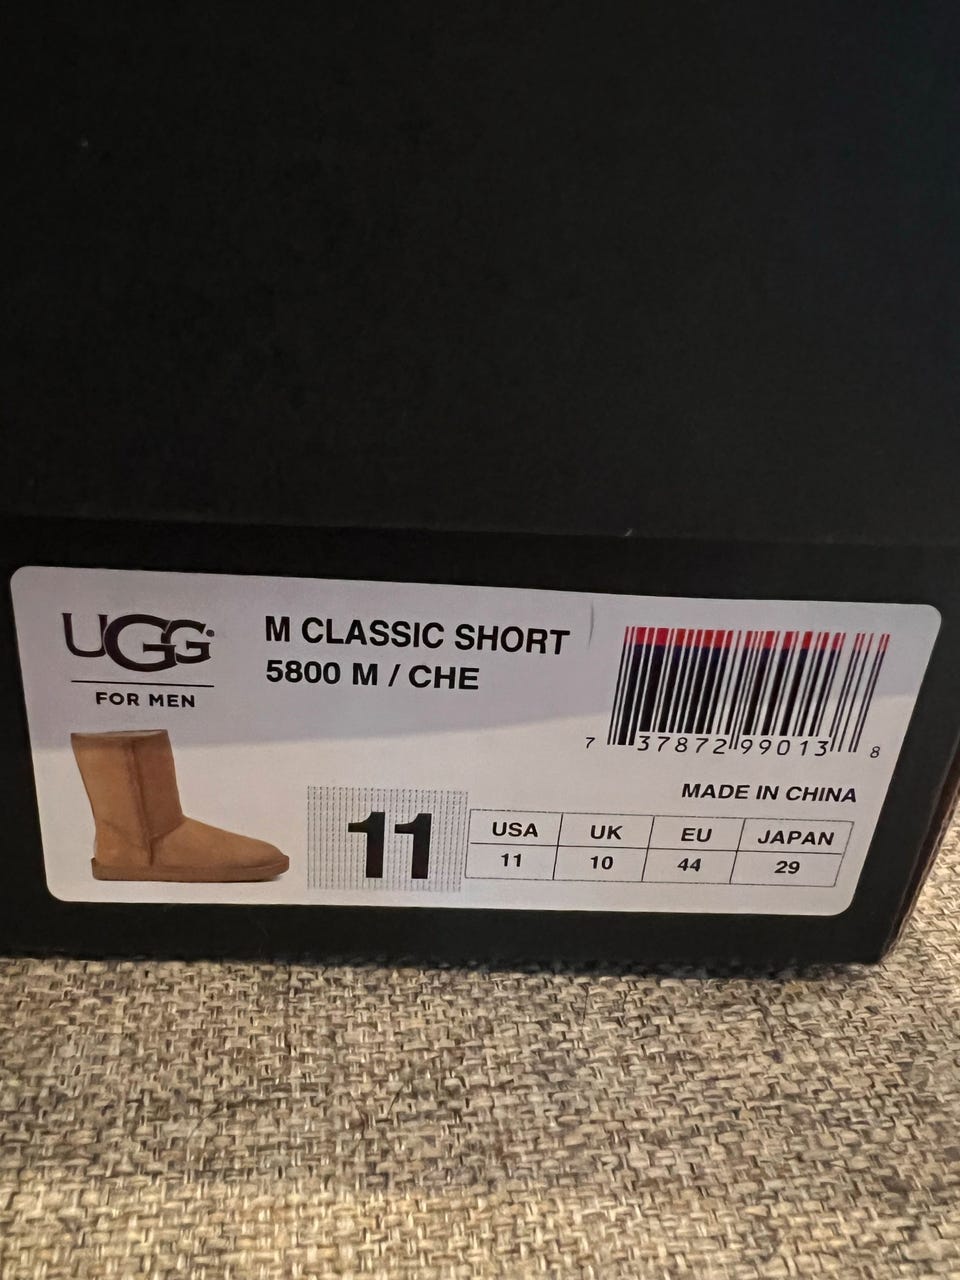 UGG
FOR MEN
M CLASSIC SHORT
5800 M / CHE
7 37872 99013 8
MADE IN CHINA
11
USA UK EU JAPAN
11 10 44 29